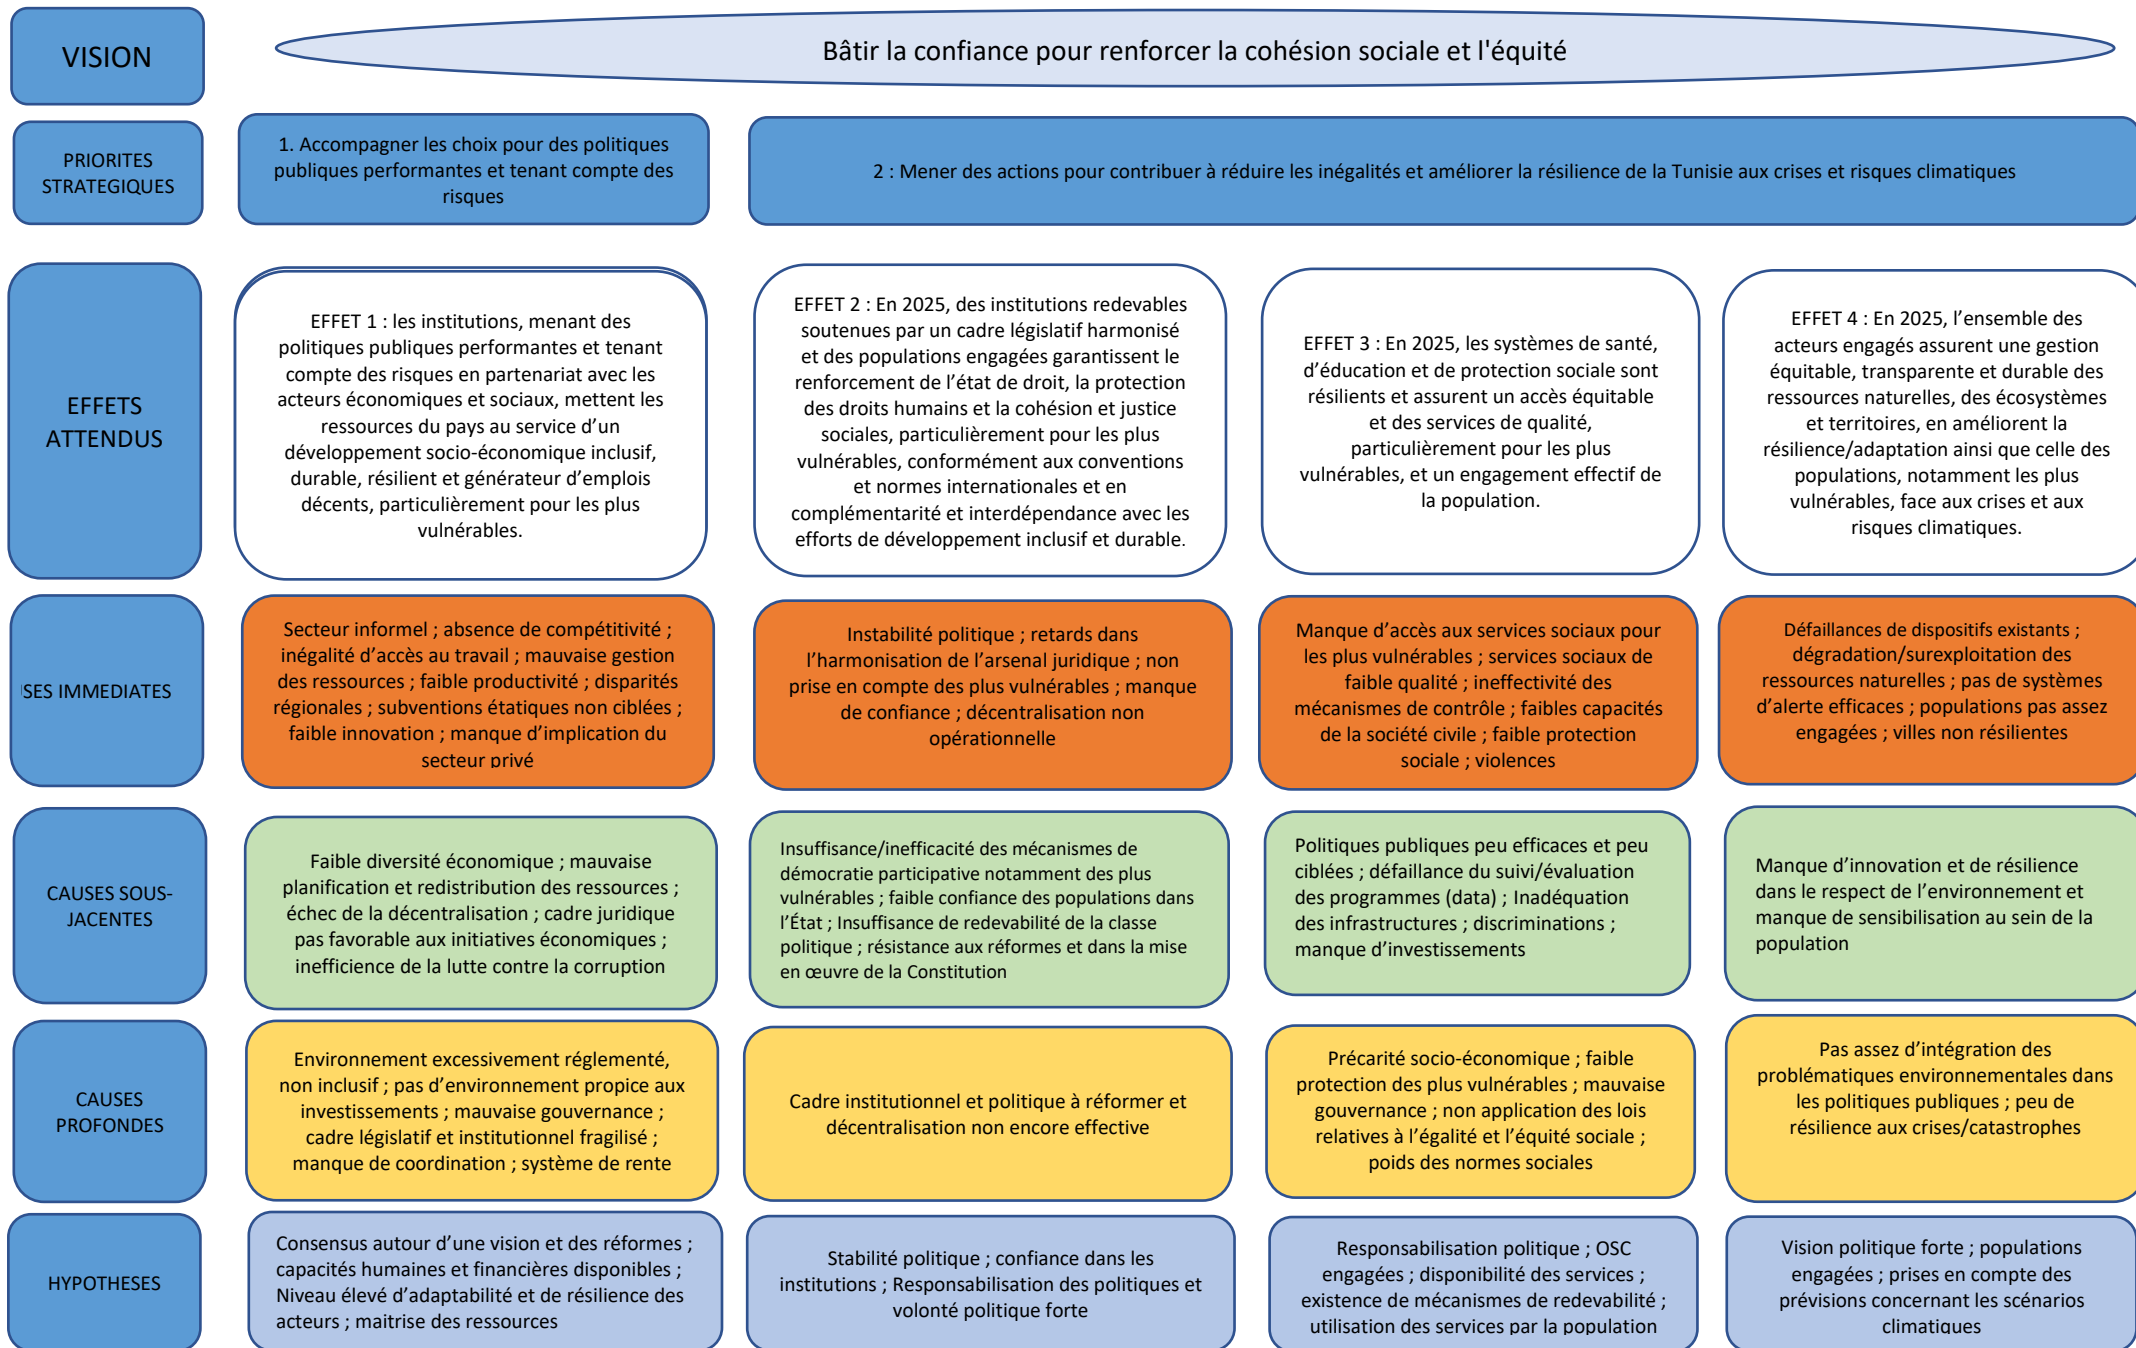 VISION
Bâtir la confiance pour renforcer la cohésion sociale et l'équité
PRIORITES
STRATEGIQUES
1. Accompagner les choix pour des politiques
publiques performantes et tenant compte des
risques
2 : Mener des actions pour contribuer à réduire les inégalités et améliorer la résilience de la Tunisie aux crises et risques climatiques
EFFETS
ATTENDUS
EFFET 1 : les institutions, menant des
politiques publiques performantes et tenant
compte des risques en partenariat avec les
acteurs économiques et sociaux, mettent les
ressources du pays au service d’un
développement socio-économique inclusif,
durable, résilient et générateur d’emplois
décents, particulièrement pour les plus
vulnérables.
EFFET 2 : En 2025, des institutions redevables
soutenues par un cadre législatif harmonisé
et des populations engagées garantissent le
renforcement de l’état de droit, la protection
des droits humains et la cohésion et justice
sociales, particulièrement pour les plus
vulnérables, conformément aux conventions
et normes internationales et en
complémentarité et interdépendance avec les
efforts de développement inclusif et durable.
EFFET 3 : En 2025, les systèmes de santé,
d’éducation et de protection sociale sont
résilients et assurent un accès équitable
et des services de qualité,
particulièrement pour les plus
vulnérables, et un engagement effectif de
la population.
EFFET 4 : En 2025, l’ensemble des
acteurs engagés assurent une gestion
équitable, transparente et durable des
ressources naturelles, des écosystèmes
et territoires, en améliorent la
résilience/adaptation ainsi que celle des
populations, notamment les plus
vulnérables, face aux crises et aux
risques climatiques.
SES IMMEDIATES
Secteur informel ; absence de compétitivité ;
inégalité d’accès au travail ; mauvaise gestion
des ressources ; faible productivité ; disparités
régionales ; subventions étatiques non ciblées ;
faible innovation ; manque d’implication du
secteur privé
Instabilité politique ; retards dans
l’harmonisation de l’arsenal juridique ; non
prise en compte des plus vulnérables ; manque
de confiance ; décentralisation non
opérationnelle
Manque d’accès aux services sociaux pour
les plus vulnérables ; services sociaux de
faible qualité ; ineffectivité des
mécanismes de contrôle ; faibles capacités
de la société civile ; faible protection
sociale ; violences
Défaillances de dispositifs existants ;
dégradation/surexploitation des
ressources naturelles ; pas de systèmes
d’alerte efficaces ; populations pas assez
engagées ; villes non résilientes
CAUSES SOUS-
JACENTES
Faible diversité économique ; mauvaise
planification et redistribution des ressources ;
échec de la décentralisation ; cadre juridique
pas favorable aux initiatives économiques ;
inefficience de la lutte contre la corruption
Insuffisance/inefficacité des mécanismes de
démocratie participative notamment des plus
vulnérables ; faible confiance des populations dans
l’État ; Insuffisance de redevabilité de la classe
politique ; résistance aux réformes et dans la mise
en œuvre de la Constitution
Politiques publiques peu efficaces et peu
ciblées ; défaillance du suivi/évaluation
des programmes (data) ; Inadéquation
des infrastructures ; discriminations ;
manque d’investissements
Manque d’innovation et de résilience
dans le respect de l’environnement et
manque de sensibilisation au sein de la
population
CAUSES
PROFONDES
Environnement excessivement réglementé,
non inclusif ; pas d’environnement propice aux
investissements ; mauvaise gouvernance ;
cadre législatif et institutionnel fragilisé ;
manque de coordination ; système de rente
Cadre institutionnel et politique à réformer et
décentralisation non encore effective
Précarité socio-économique ; faible
protection des plus vulnérables ; mauvaise
gouvernance ; non application des lois
relatives à l’égalité et l’équité sociale ;
poids des normes sociales
Pas assez d’intégration des
problématiques environnementales dans
les politiques publiques ; peu de
résilience aux crises/catastrophes
HYPOTHESES
Consensus autour d’une vision et des réformes ;
capacités humaines et financières disponibles ;
Niveau élevé d’adaptabilité et de résilience des
acteurs ; maitrise des ressources
Stabilité politique ; confiance dans les
institutions ; Responsabilisation des politiques et
volonté politique forte
Responsabilisation politique ; OSC
engagées ; disponibilité des services ;
existence de mécanismes de redevabilité ;
utilisation des services par la population
Vision politique forte ; populations
engagées ; prises en compte des
prévisions concernant les scénarios
climatiques